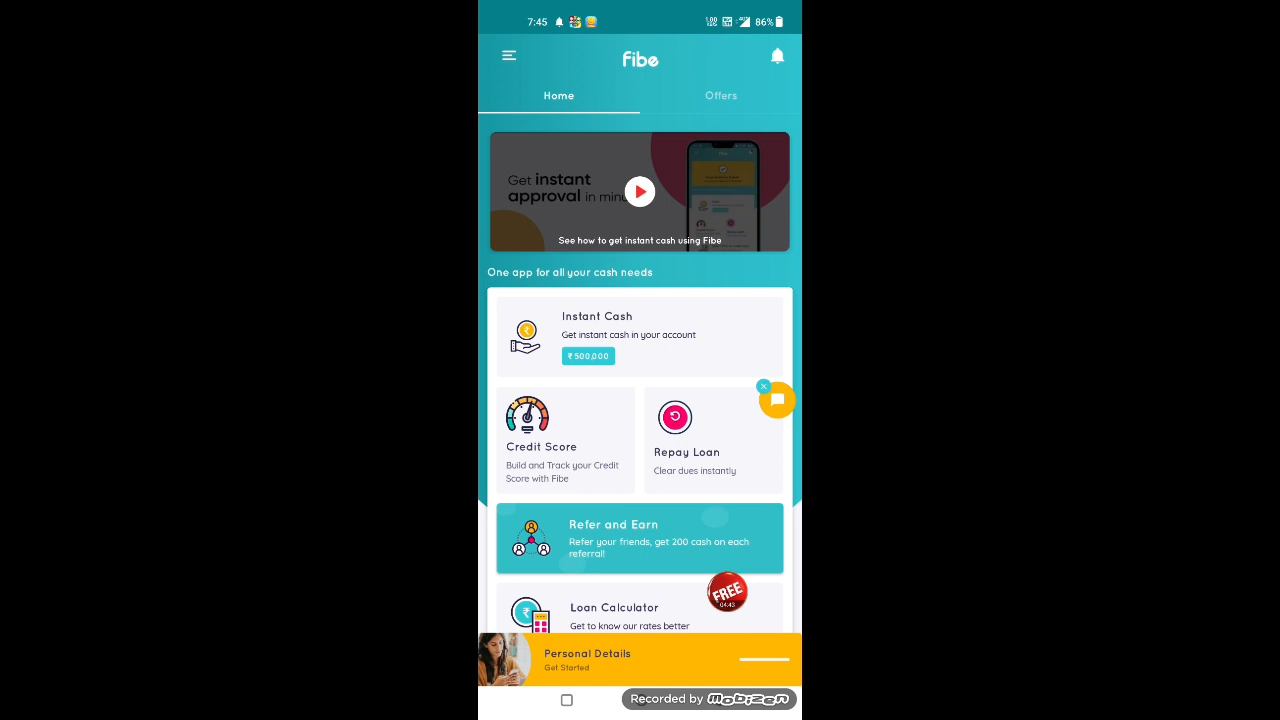 7:45
86%
fibe
Home
Offers
Get instant
approval in minu
See how to get instant cash using Fibe
One app for all your cash needs
Instant Cash
Get instant cash in your account
₹ 500,000
Credit Score
Build and Track your Credit
Score with Fibe
Repay Loan
Clear dues instantly
Refer and Earn
Refer your friends, get 200 cash on each
referral!
FREE
04:43
Loan Calculator
Get to know our rates better
Personal Details
Get Started
Recorded by mobizen